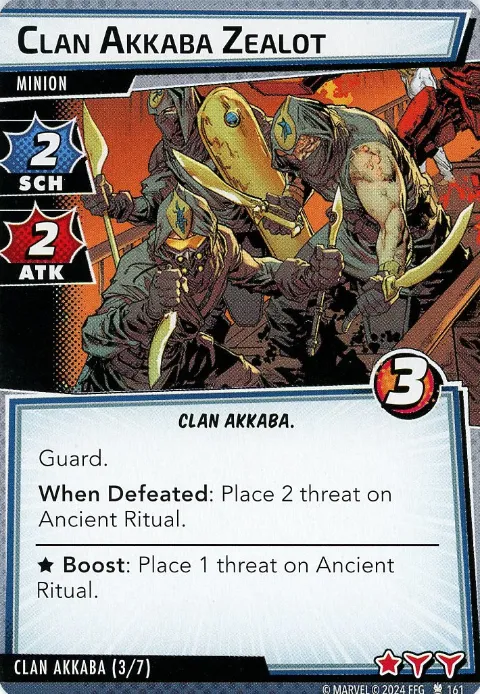 CLAN AKKABA ZEALOT
MINION
2
SCH
2
ATK
3
CLAN AKKABA.
Guard.
When Defeated: Place 2 threat on
Ancient Ritual.
★ Boost: Place 1 threat on Ancient
Ritual.
CLAN AKKABA (3/7)
© MARVEL © 2024 FFG 161